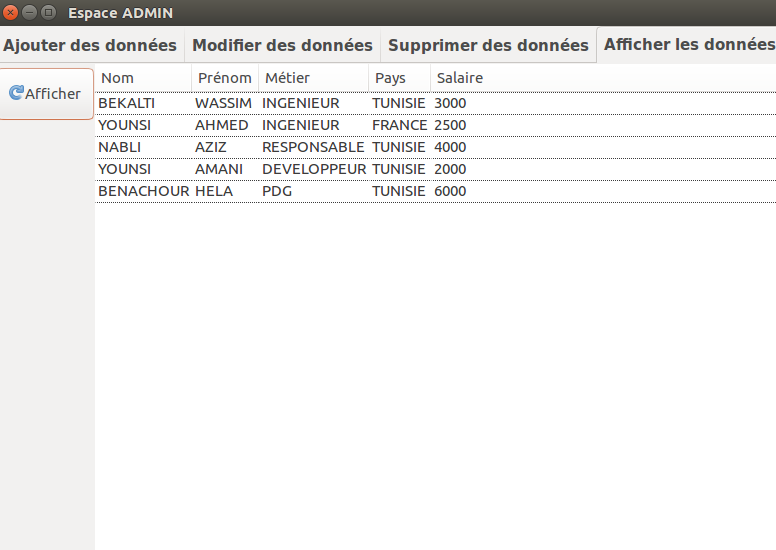 Espace ADMIN
Ajouter des données Modifier des données Supprimer des données Afficher les données
Afficher
Nom Prénom Métier Pays Salaire
BEKALTI WASSIM INGENIEUR TUNISIE 3000
YOUNSI AHMED INGENIEUR FRANCE 2500
NABLI AZIZ RESPONSABLE TUNISIE 4000
YOUNSI AMANI DEVELOPPEUR TUNISIE 2000
BENACHOUR HELA PDG TUNISIE 6000